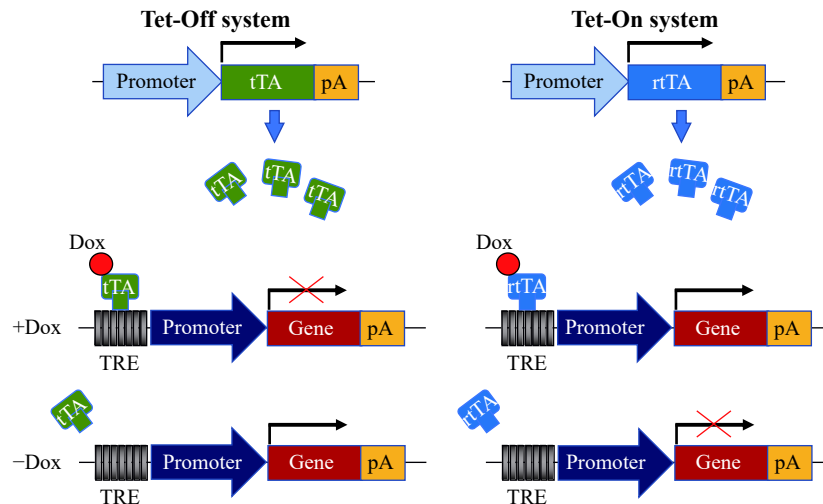 Tet-Off system
Tet-On system
Promoter tTA pA
Promoter rtTA pA
tTA tTA tTA
rtTA rtTA rtTA
Dox
Dox
tTA
rtTA
+Dox Promoter Gene pA
Promoter Gene pA
TRE
TRE
tTA
rtTA
−Dox Promoter Gene pA
Promoter Gene pA
TRE
TRE